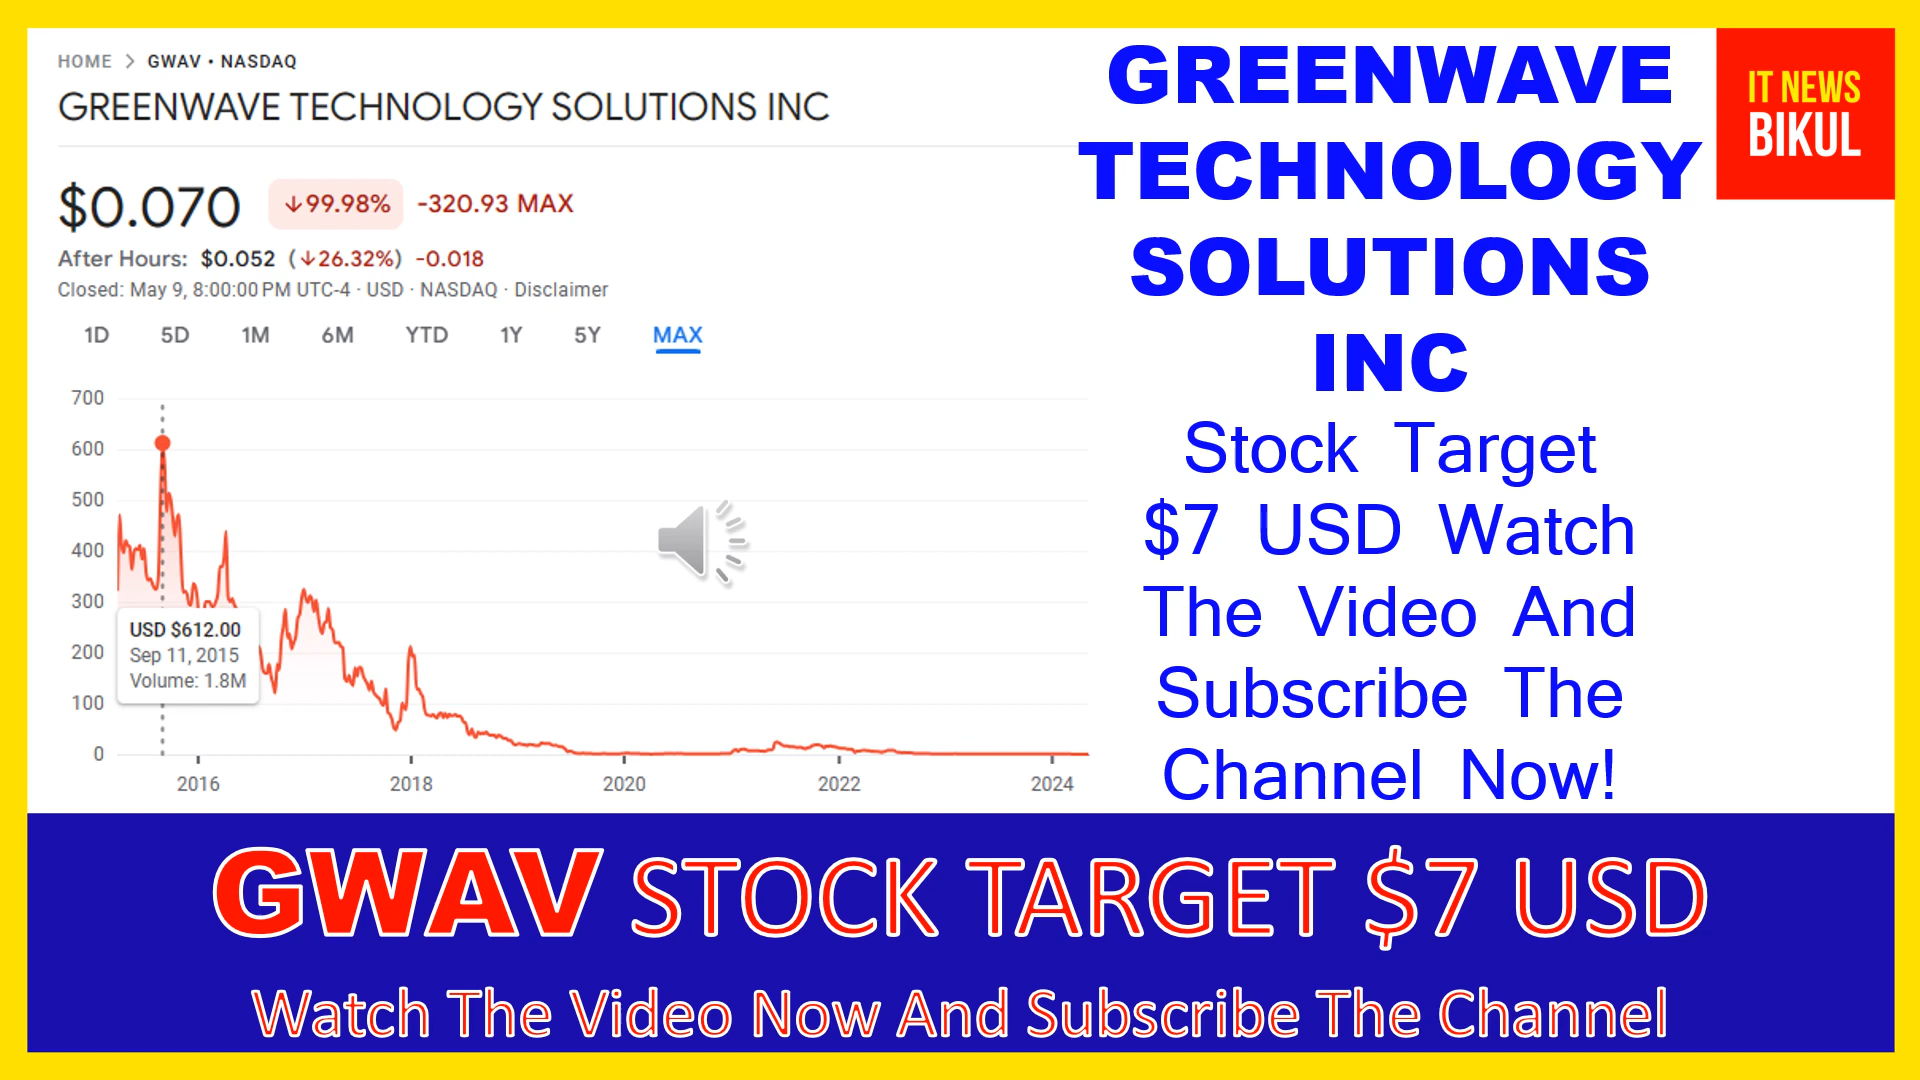 HOME > GWAV • NASDAQ
GREENWAVE TECHNOLOGY SOLUTIONS INC
$0.070 ↓99.98% -320.93 MAX
After Hours: $0.052 (↓26.32%) -0.018
Closed: May 9, 8:00:00 PM UTC-4 · USD · NASDAQ · Disclaimer
1D 5D 1M 6M YTD 1Y 5Y MAX
700
600
500
400
300
200
100
0
USD $612.00
Sep 11, 2015
Volume: 1.8M
2016 2018 2020 2022 2024
GREENWAVE
TECHNOLOGY
SOLUTIONS
INC
Stock Target
$7 USD Watch
The Video And
Subscribe The
Channel Now!
IT NEWS
BIKUL
GWAV STOCK TARGET $7 USD
Watch The Video Now And Subscribe The Channel